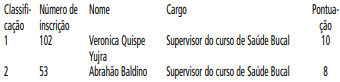 Classifi- Número de Nome Cargo Pontua-
cação inscrição ção
1 102 Veronica Quispe Supervisor do curso de Saúde Bucal 10
Yujra
2 53 Abrahão Baldino Supervisor do curso de Saúde Bucal 8